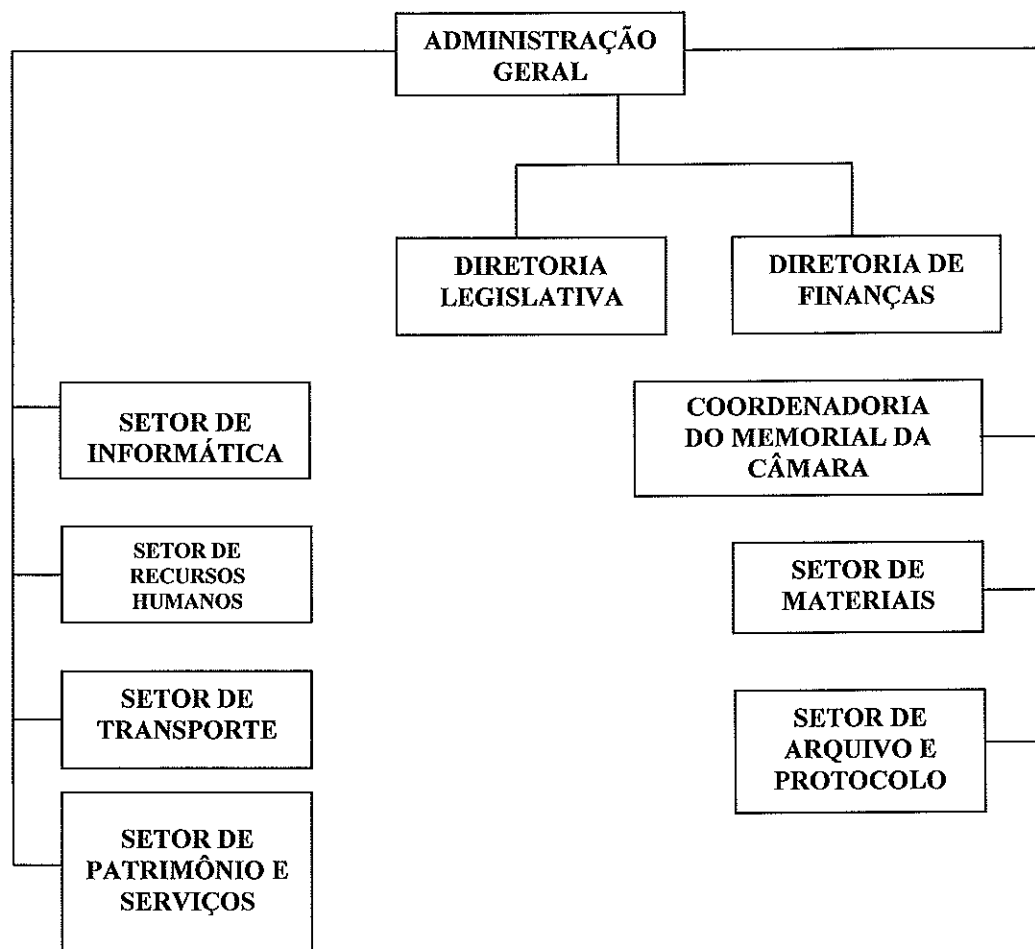 ADMINISTRAÇÃO
GERAL
DIRETORIA
LEGISLATIVA
DIRETORIA DE
FINANÇAS
SETOR DE
INFORMÁTICA
COORDENADORIA
DO MEMORIAL DA
CÂMARA
SETOR DE
RECURSOS
HUMANOS
SETOR DE
MATERIAIS
SETOR DE
TRANSPORTE
SETOR DE
ARQUIVO E
PROTOCOLO
SETOR DE
PATRIMÔNIO E
SERVIÇOS